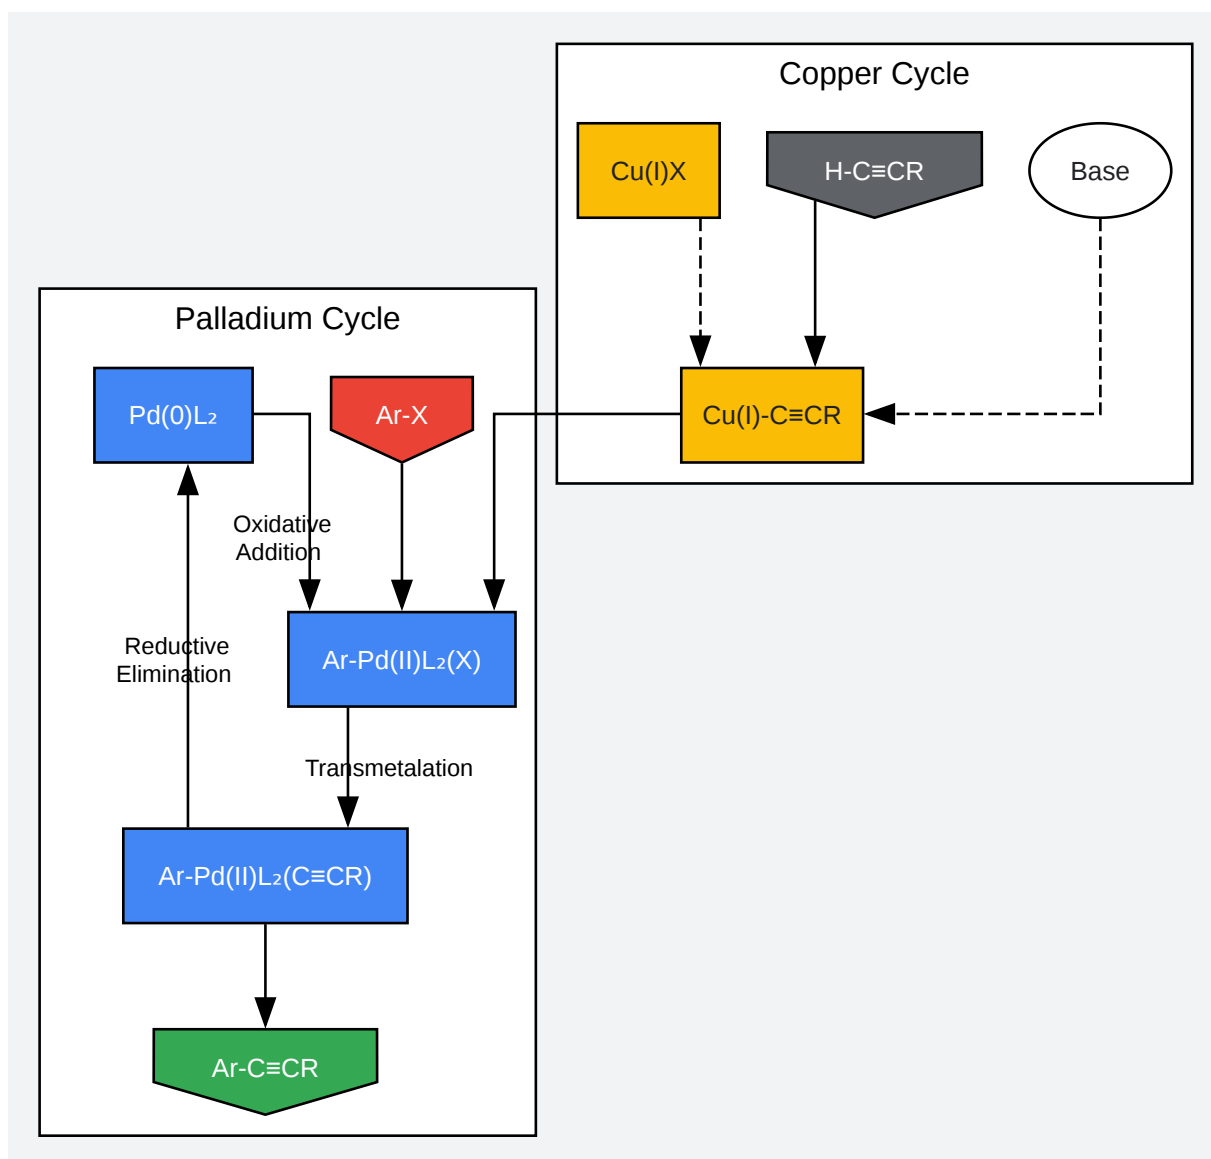 Copper Cycle
Cu(I)X
H-C≡CR
Base
Cu(I)-C≡CR
Palladium Cycle
Pd(0)L₂
Ar-X
Oxidative
Addition
Reductive
Elimination
Ar-Pd(II)L₂(X)
Transmetalation
Ar-Pd(II)L₂(C≡CR)
Ar-C≡CR